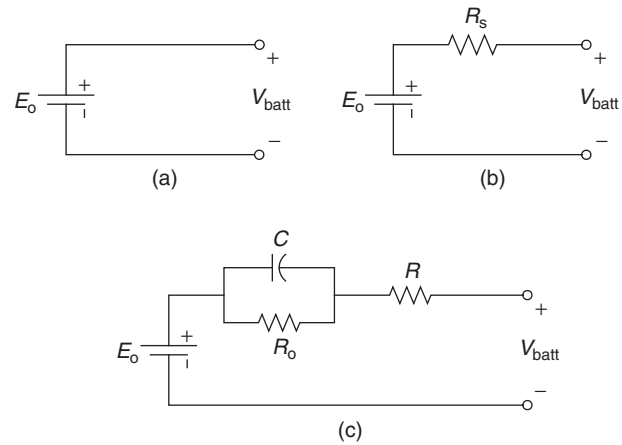 R_s
+ +
E_o + V_batt E_o + V_batt
− − − −
(a) (b)
C
R
+
E_o + R_o V_batt
− −
(c)